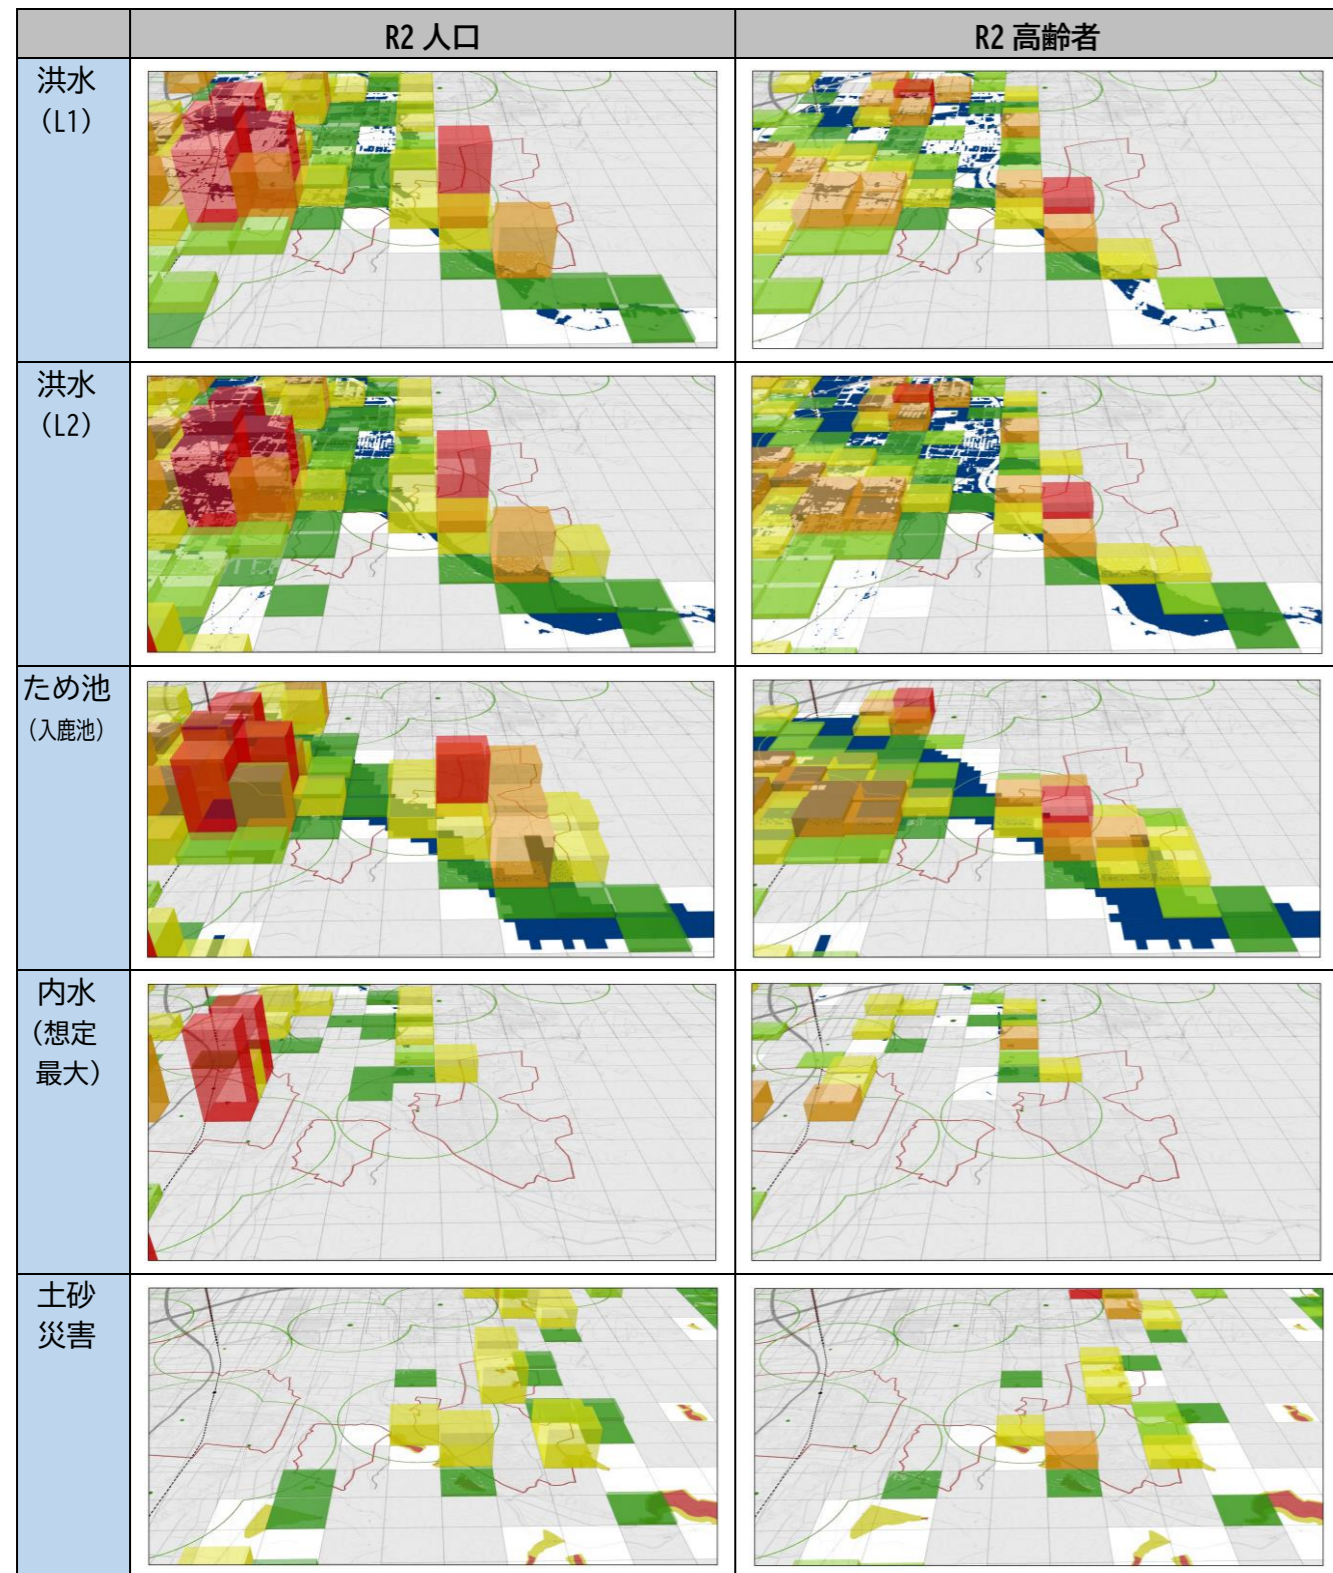 R2 人口
R2 高齢者
洪水
(L1)
洪水
(L2)
ため池
(入鹿池)
内水
(想定
最大)
土砂
災害